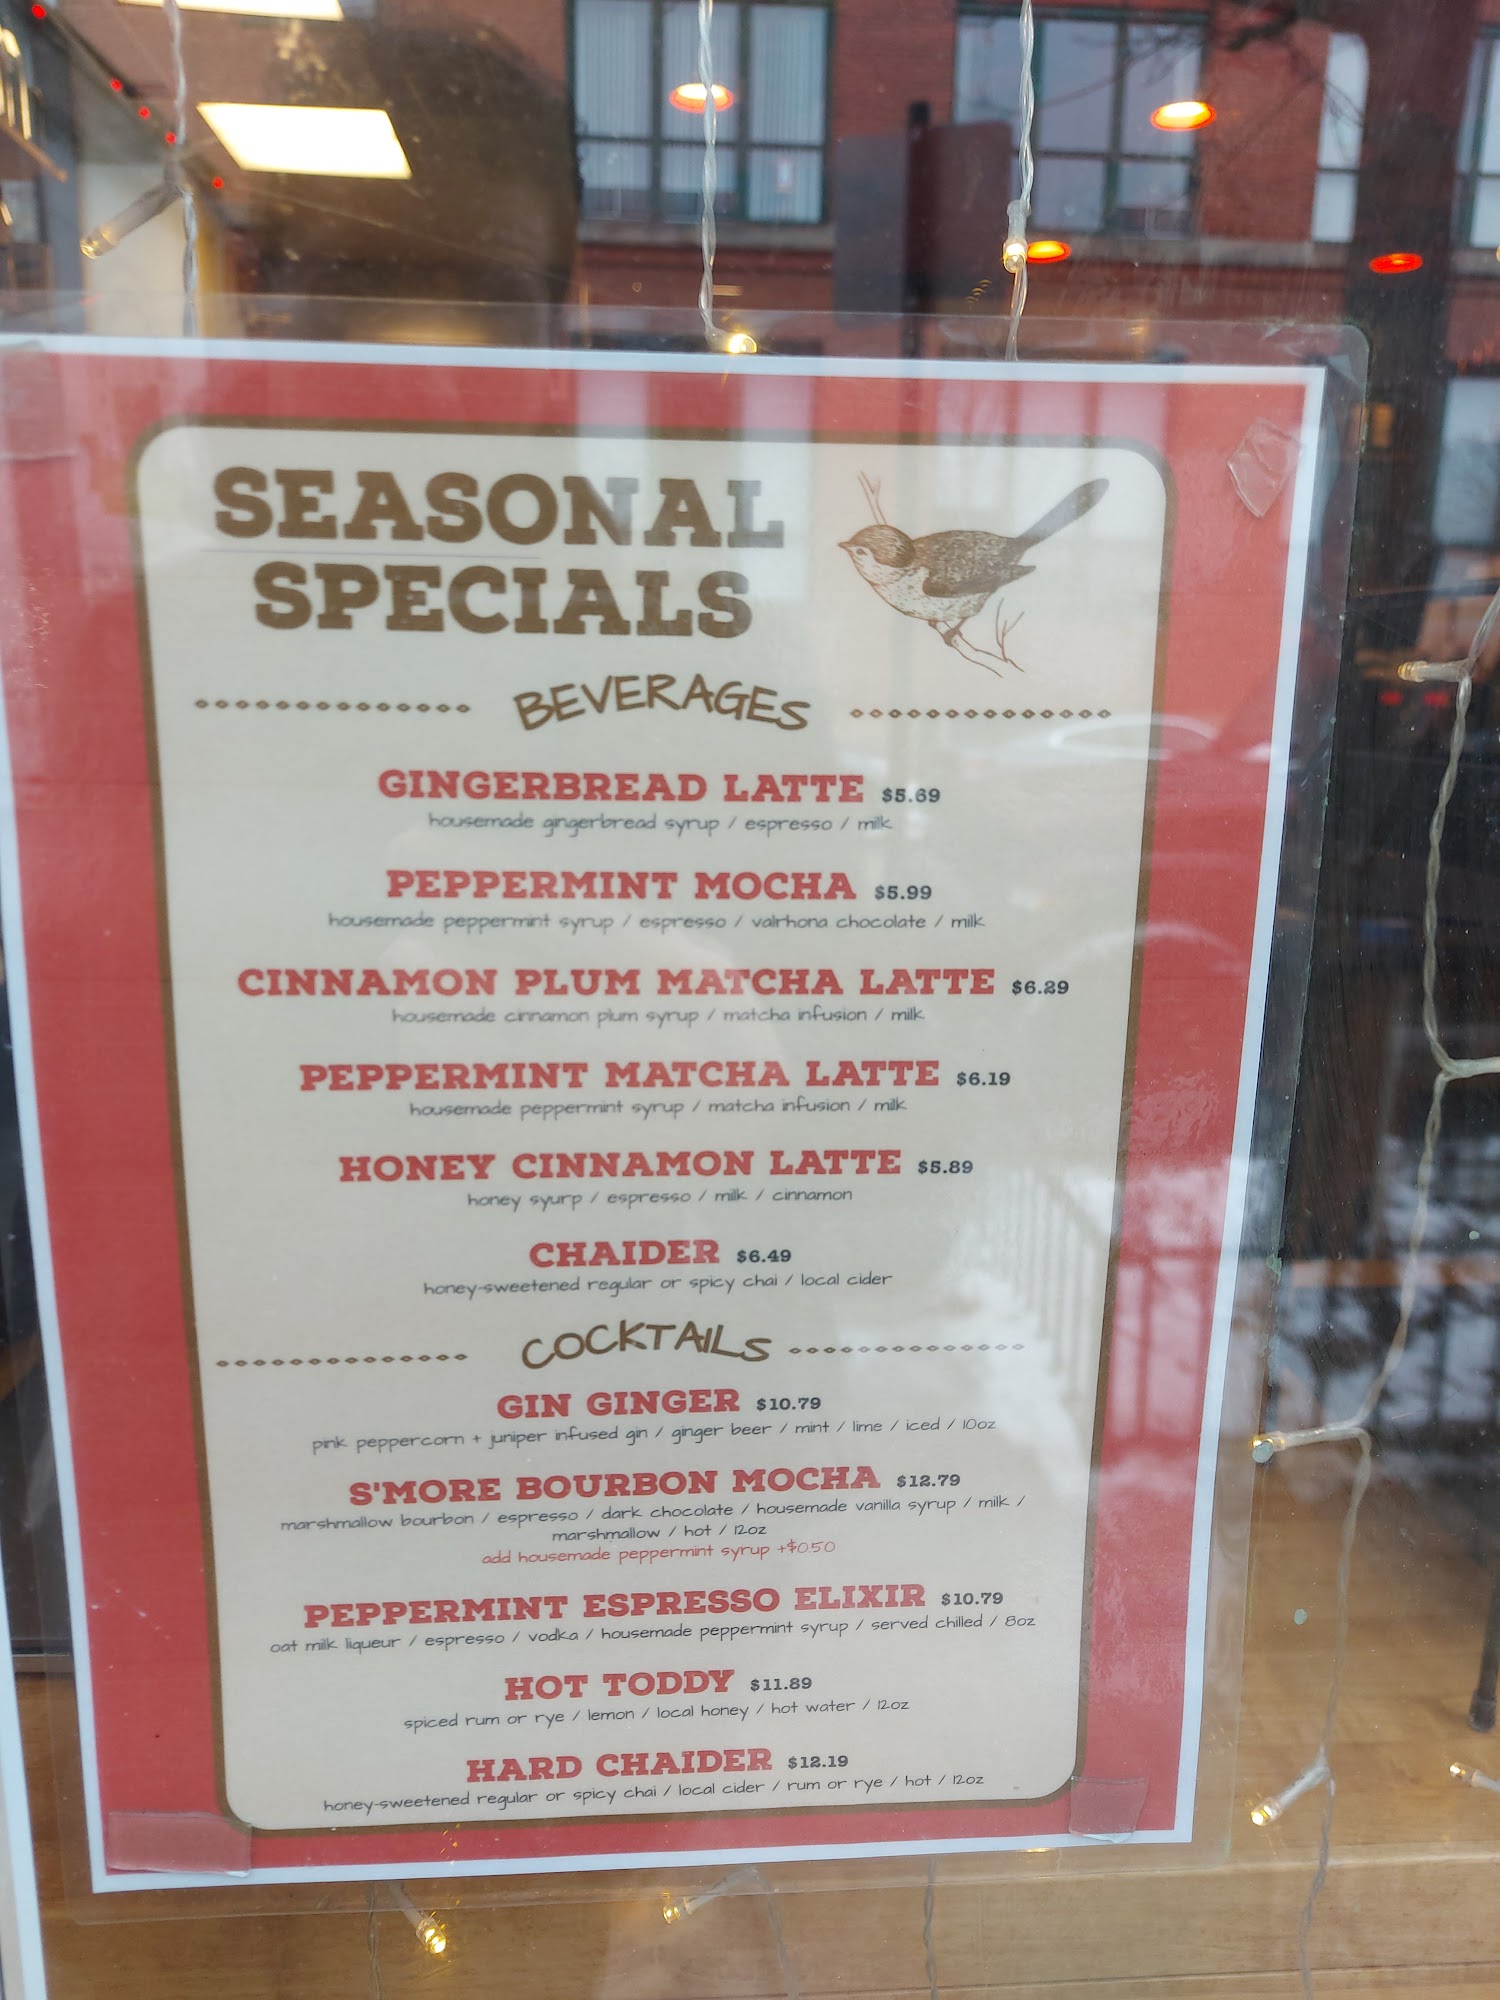 SEASONAL
SPECIALS
BEVERAGES
GINGERBREAD LATTE $5.69
housemade gingerbread syrup / espresso / milk
PEPPERMINT MOCHA $5.99
housemade peppermint syrup / espresso / valrhona chocolate / milk
CINNAMON PLUM MATCHA LATTE $6.29
housemade cinnamon plum syrup / matcha infusion / milk
PEPPERMINT MATCHA LATTE $6.19
housemade peppermint syrup / matcha infusion / milk
HONEY CINNAMON LATTE $5.89
honey syurp / espresso / milk / cinnamon
CHAIDER $6.49
honey-sweetened regular or spicy chai / local cider
COCKTAILS
GIN GINGER $10.79
pink peppercorn + juniper infused gin / ginger beer / mint / lime / iced / 10oz
S'MORE BOURBON MOCHA $12.79
marshmallow bourbon / espresso / dark chocolate / housemade vanilla syrup / milk /
marshmallow / hot / 12oz
add housemade peppermint syrup +$0.50
PEPPERMINT ESPRESSO ELIXIR $10.79
oat milk liqueur / espresso / vodka / housemade peppermint syrup / served chilled / 8oz
HOT TODDY $11.89
spiced rum or rye / lemon / local honey / hot water / 12oz
HARD CHAIDER $12.19
honey-sweetened regular or spicy chai / local cider / rum or rye / hot / 12oz